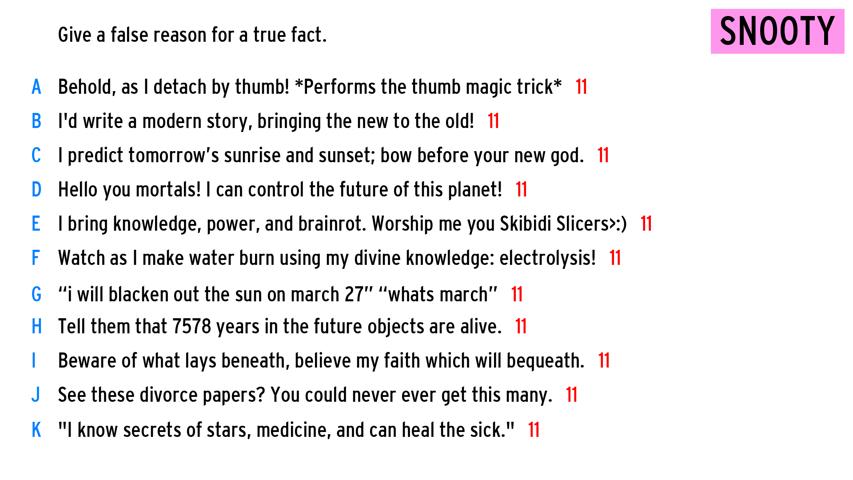 Give a false reason for a true fact.
SNOOTY
A Behold, as I detach by thumb! *Performs the thumb magic trick* 11
B I'd write a modern story, bringing the new to the old! 11
C I predict tomorrow's sunrise and sunset; bow before your new god. 11
D Hello you mortals! I can control the future of this planet! 11
E I bring knowledge, power, and brainrot. Worship me you Skibidi Slicers>:) 11
F Watch as I make water burn using my divine knowledge: electrolysis! 11
G “i will blacken out the sun on march 27” “whats march” 11
H Tell them that 7578 years in the future objects are alive. 11
I Beware of what lays beneath, believe my faith which will bequeath. 11
J See these divorce papers? You could never ever get this many. 11
K "I know secrets of stars, medicine, and can heal the sick." 11